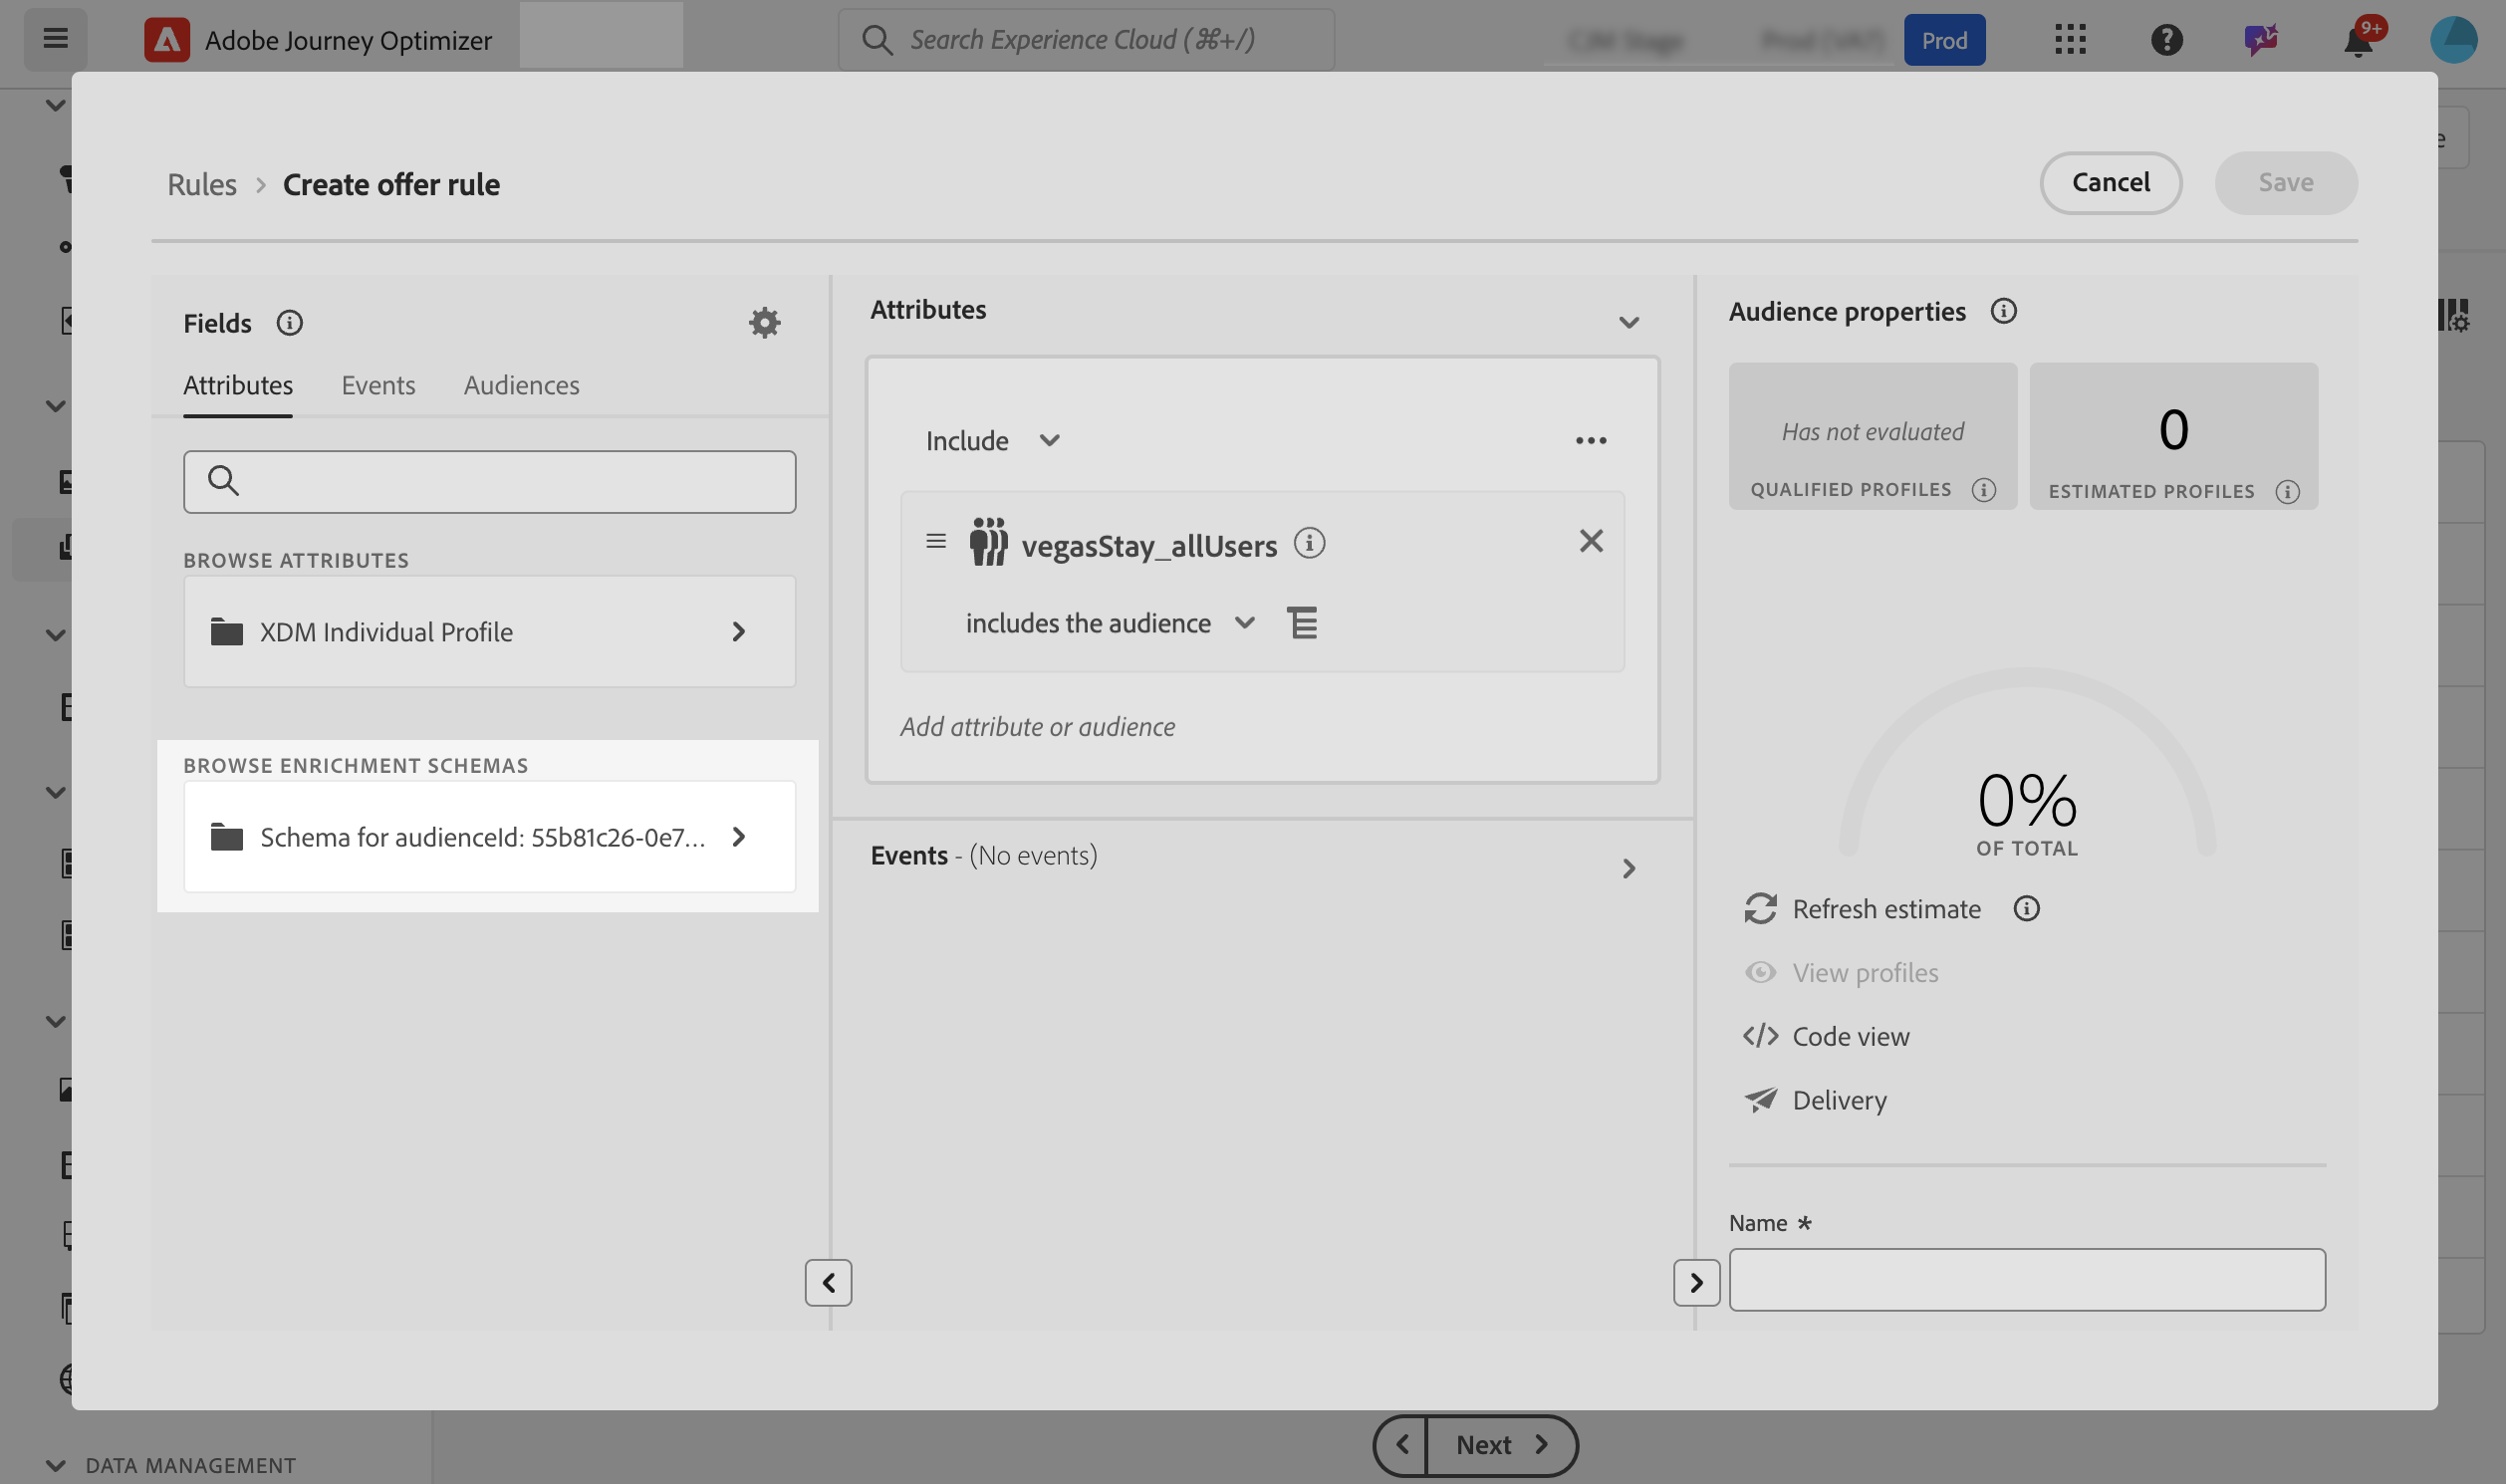 Adobe Journey Optimizer
Search Experience Cloud (⌘+/)
Prod
9+
Rules > Create offer rule
Cancel
Save
Fields
Attributes
Events
Audiences
BROWSE ATTRIBUTES
XDM Individual Profile
BROWSE ENRICHMENT SCHEMAS
Schema for audienceId: 55b81c26-0e7...
Attributes
Include
vegasStay_allUsers
includes the audience
Add attribute or audience
Events - (No events)
Audience properties
Has not evaluated
QUALIFIED PROFILES
0
ESTIMATED PROFILES
0%
OF TOTAL
Refresh estimate
View profiles
Code view
Delivery
Name *
Next
DATA MANAGEMENT